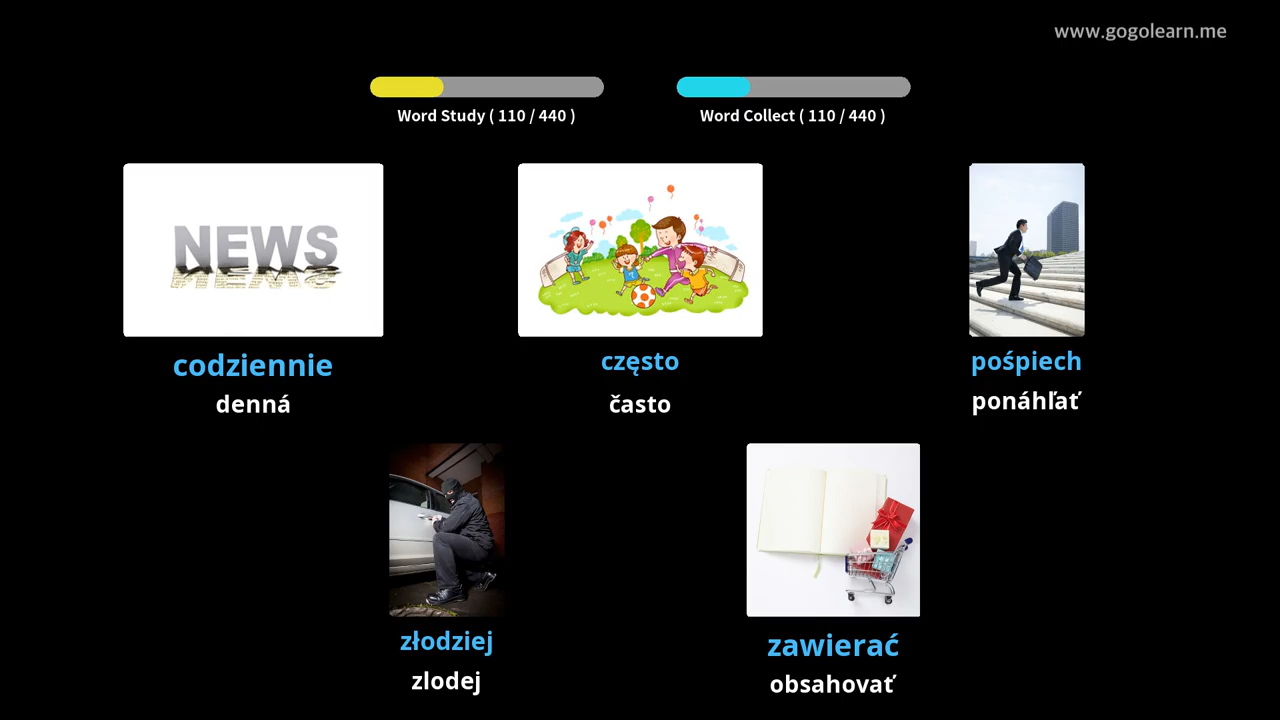 www.gogolearn.me
Word Study ( 110 / 440 )
Word Collect ( 110 / 440 )
NEWS
codziennie
denná
często
často
pośpiech
ponáhľať
złodziej
zlodej
zawierać
obsahovať